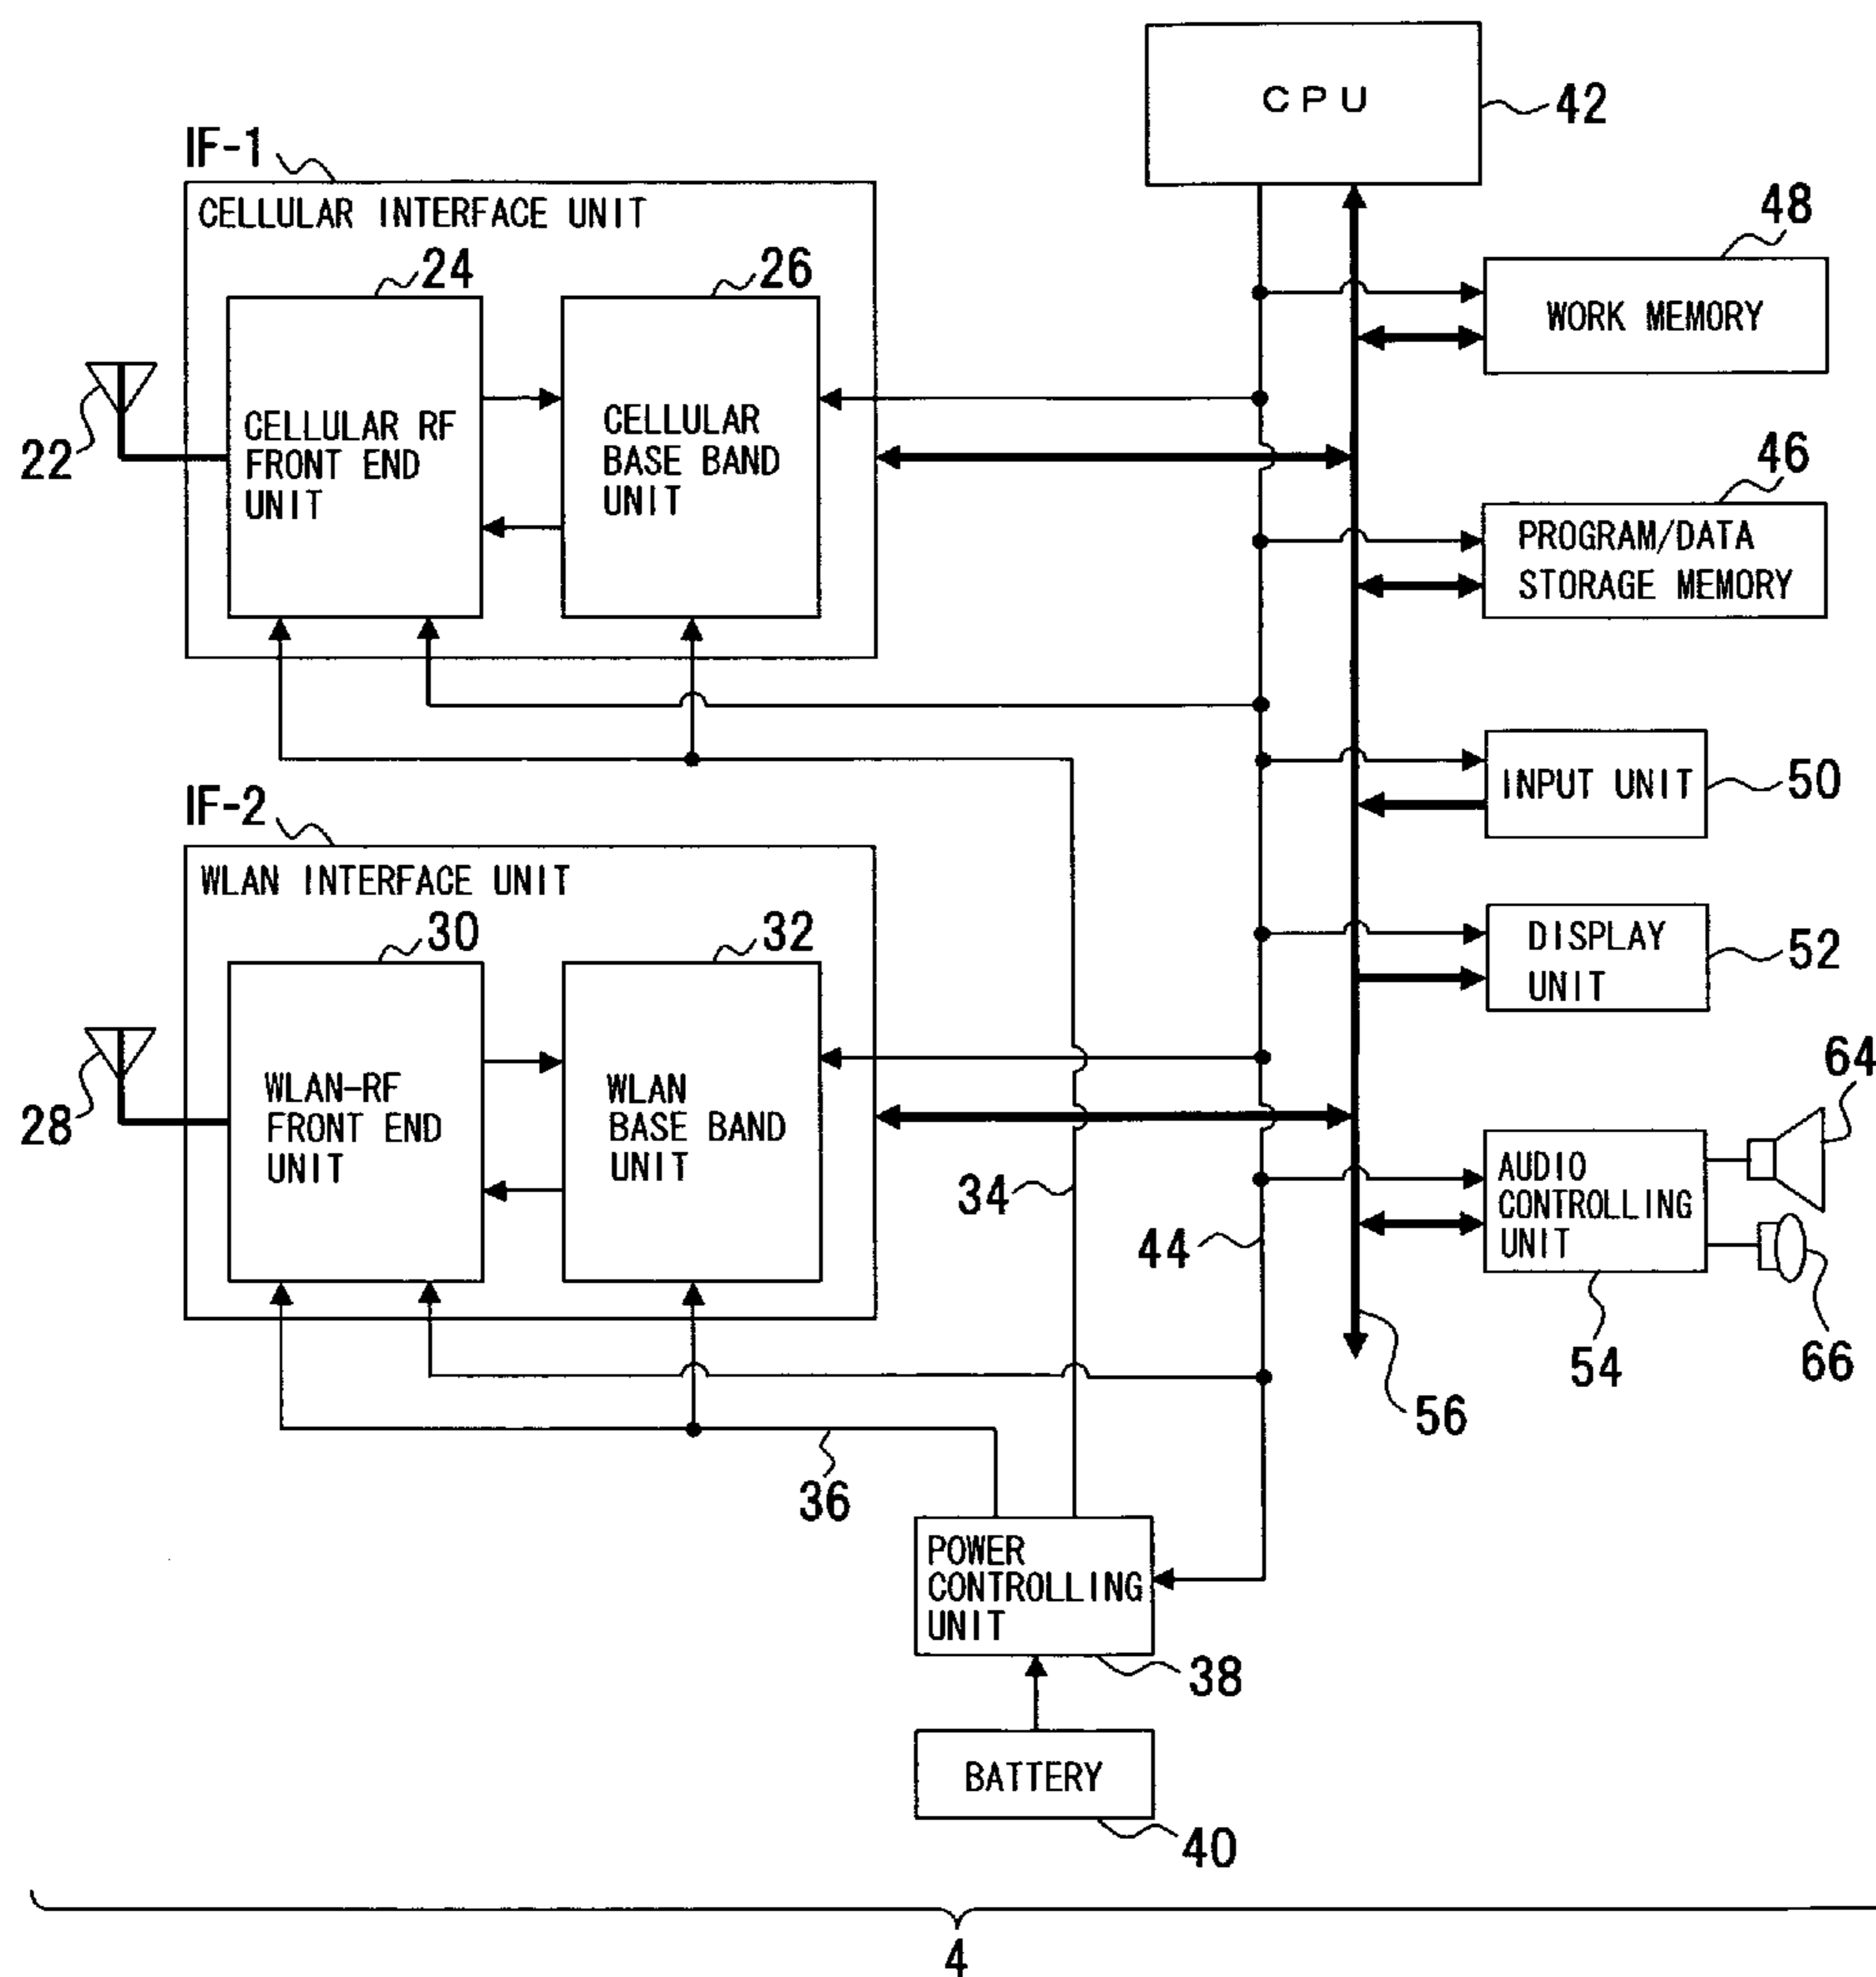 CPU
42
IF-1
CELLULAR INTERFACE UNIT
24
26
48
WORK MEMORY
22
CELLULAR RF
FRONT END
UNIT
CELLULAR
BASE BAND
UNIT
46
PROGRAM/DATA
STORAGE MEMORY
INPUT UNIT
50
IF-2
WLAN INTERFACE UNIT
30
32
DISPLAY
UNIT
52
28
WLAN-RF
FRONT END
UNIT
WLAN
BASE BAND
UNIT
64
34
44
AUDIO
CONTROLLING
UNIT
54
66
56
36
POWER
CONTROLLING
UNIT
38
BATTERY
40
4